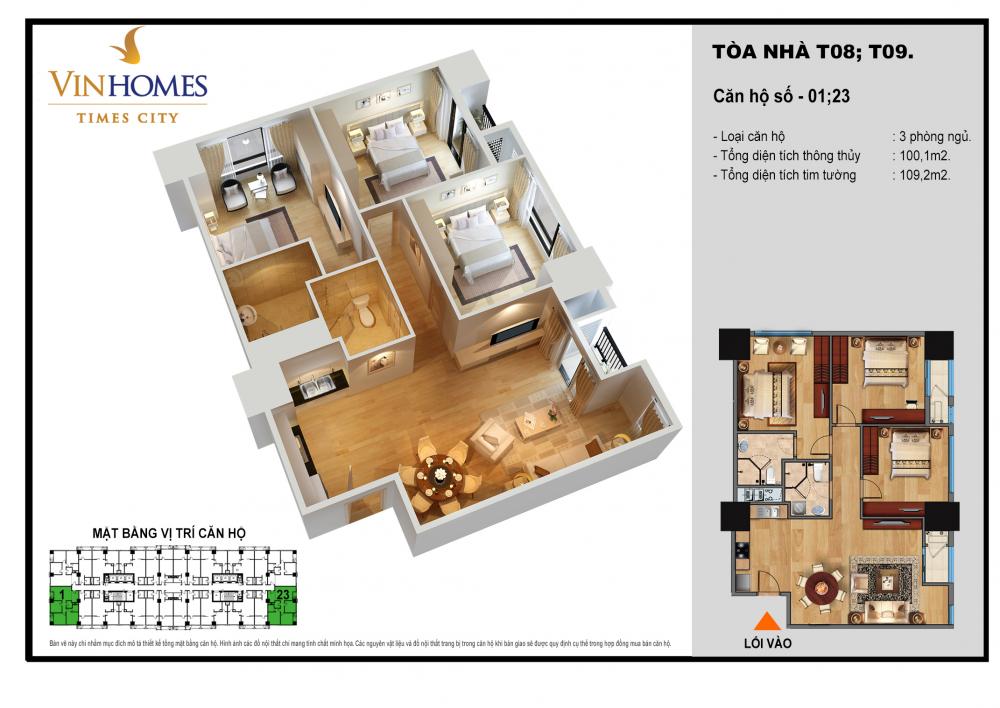 VINHOMES
TIMES CITY
TÒA NHÀ T08; T09.
Căn hộ số - 01;23
- Loại căn hộ : 3 phòng ngủ.
- Tổng diện tích thông thủy : 100,1m2.
- Tổng diện tích tim tường : 109,2m2.
MẶT BẰNG VỊ TRÍ CĂN HỘ
1
23
LỐI VÀO
Bản vẽ này chỉ nhằm mục đích mô tả thiết kế tổng mặt bằng căn hộ. Hình ảnh các đồ nội thất chỉ mang tính chất minh họa. Các nguyên vật liệu và đồ nội thất trang bị trong căn hộ khi bàn giao sẽ được quy định cụ thể trong hợp đồng mua bán căn hộ.